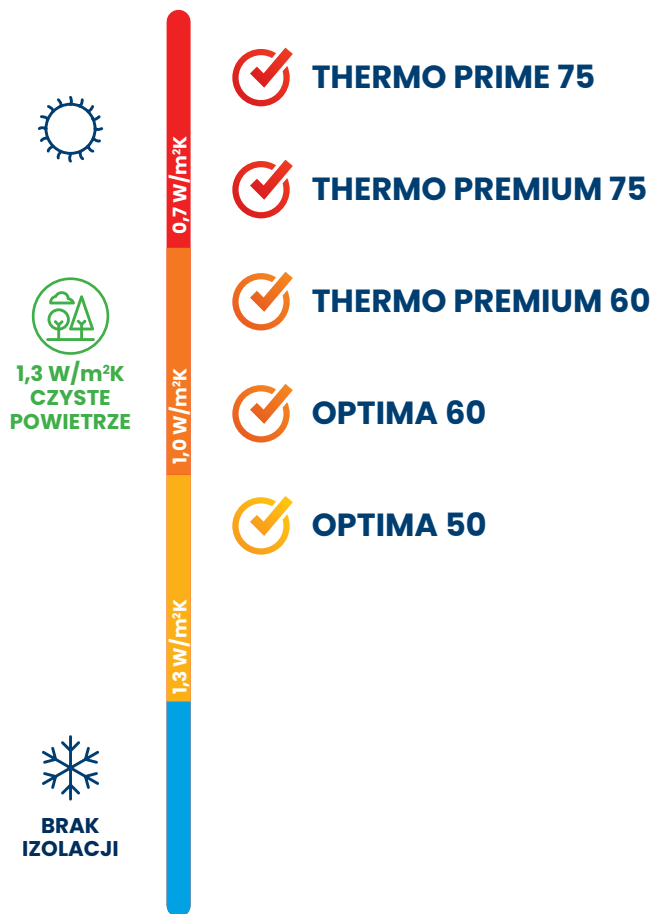 THERMO PRIME 75
0,7 W/m²K
THERMO PREMIUM 75
THERMO PREMIUM 60
1,3 W/m²K
CZYSTE
POWIETRZE
1,0 W/m²K
OPTIMA 60
OPTIMA 50
1,3 W/m²K
BRAK
IZOLACJI